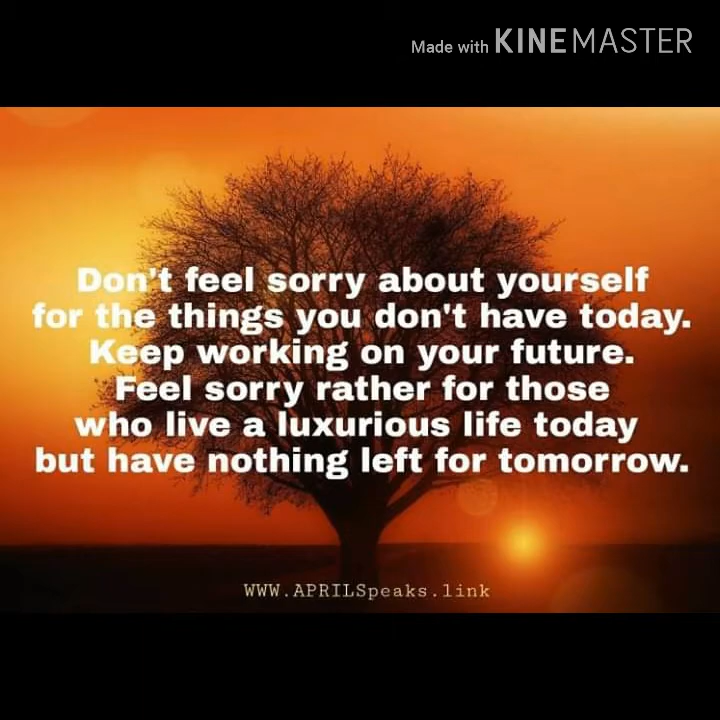 Made with KINEMASTER
Don't feel sorry about yourself
for the things you don't have today.
Keep working on your future.
Feel sorry rather for those
who live a luxurious life today
but have nothing left for tomorrow.
WWW.APRILSpeaks.link